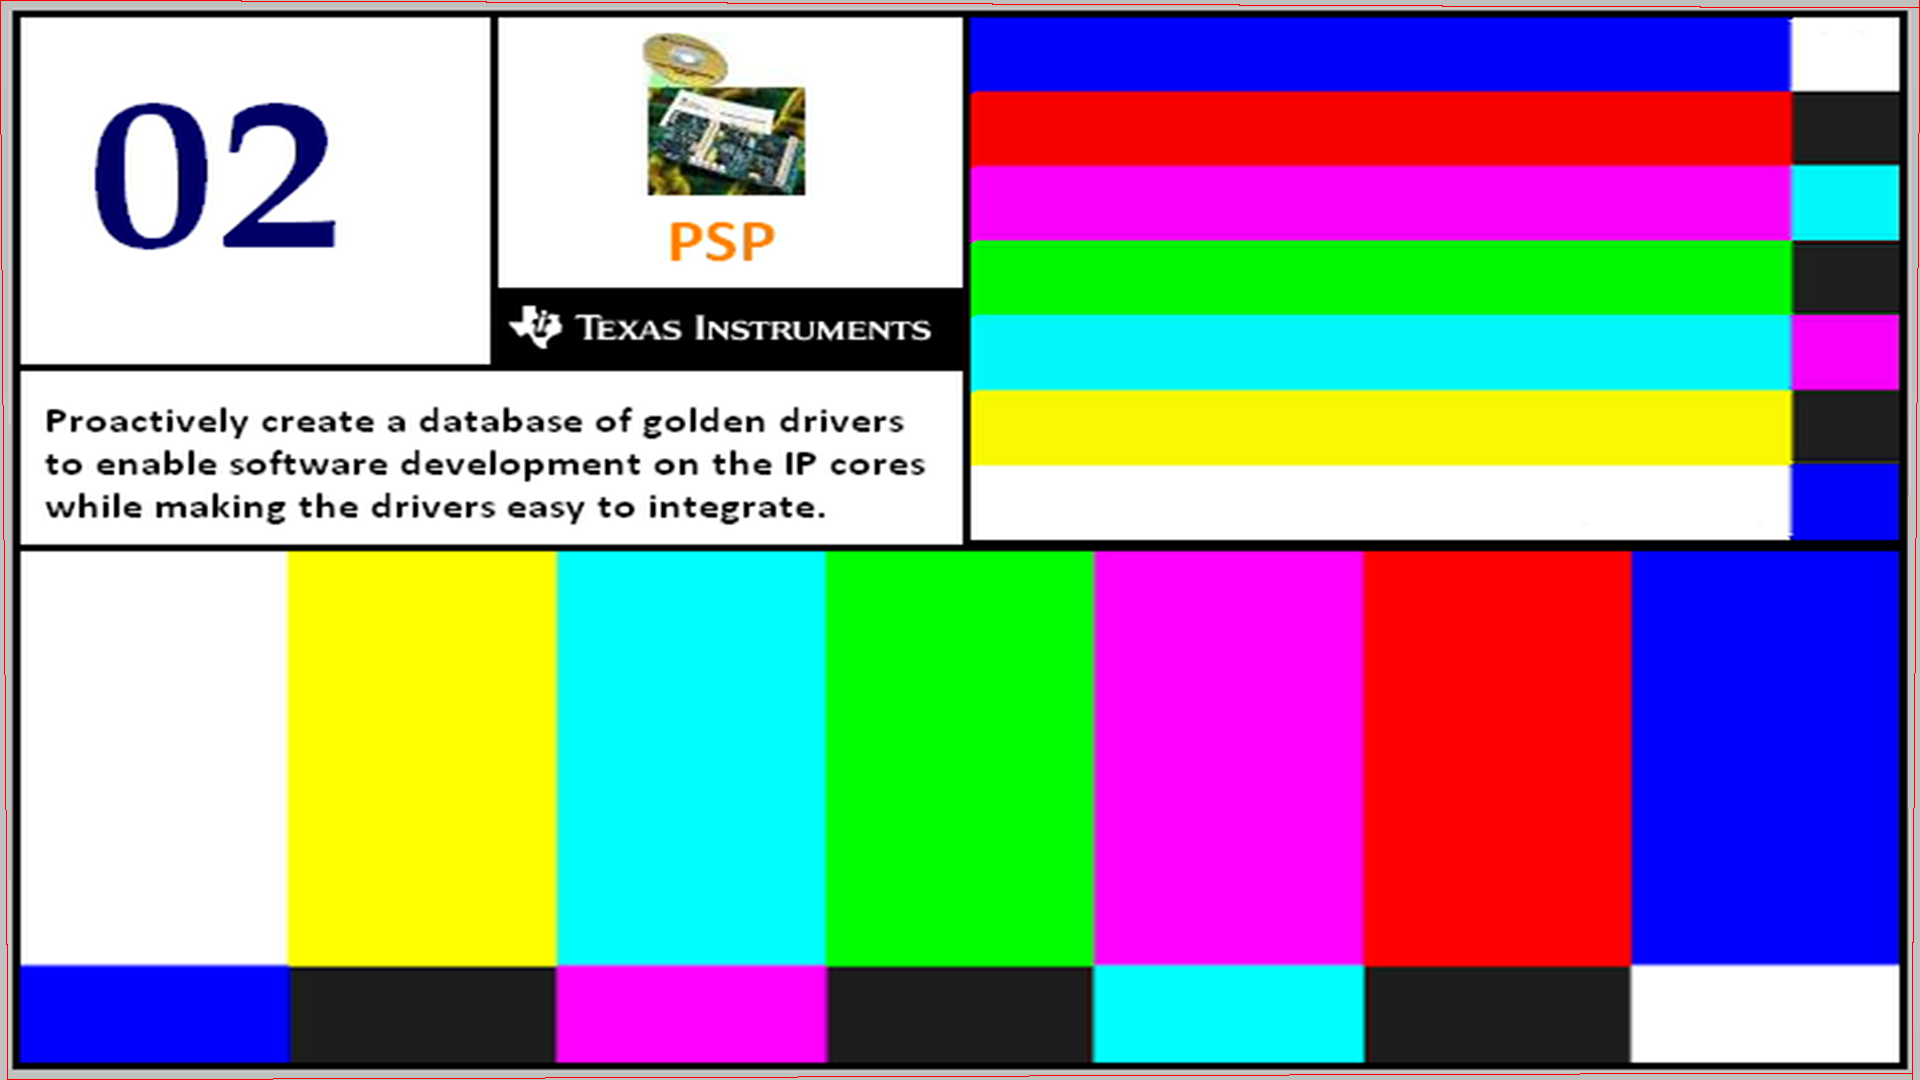 02
PSP
TEXAS INSTRUMENTS
Proactively create a database of golden drivers
to enable software development on the IP cores
while making the drivers easy to integrate.